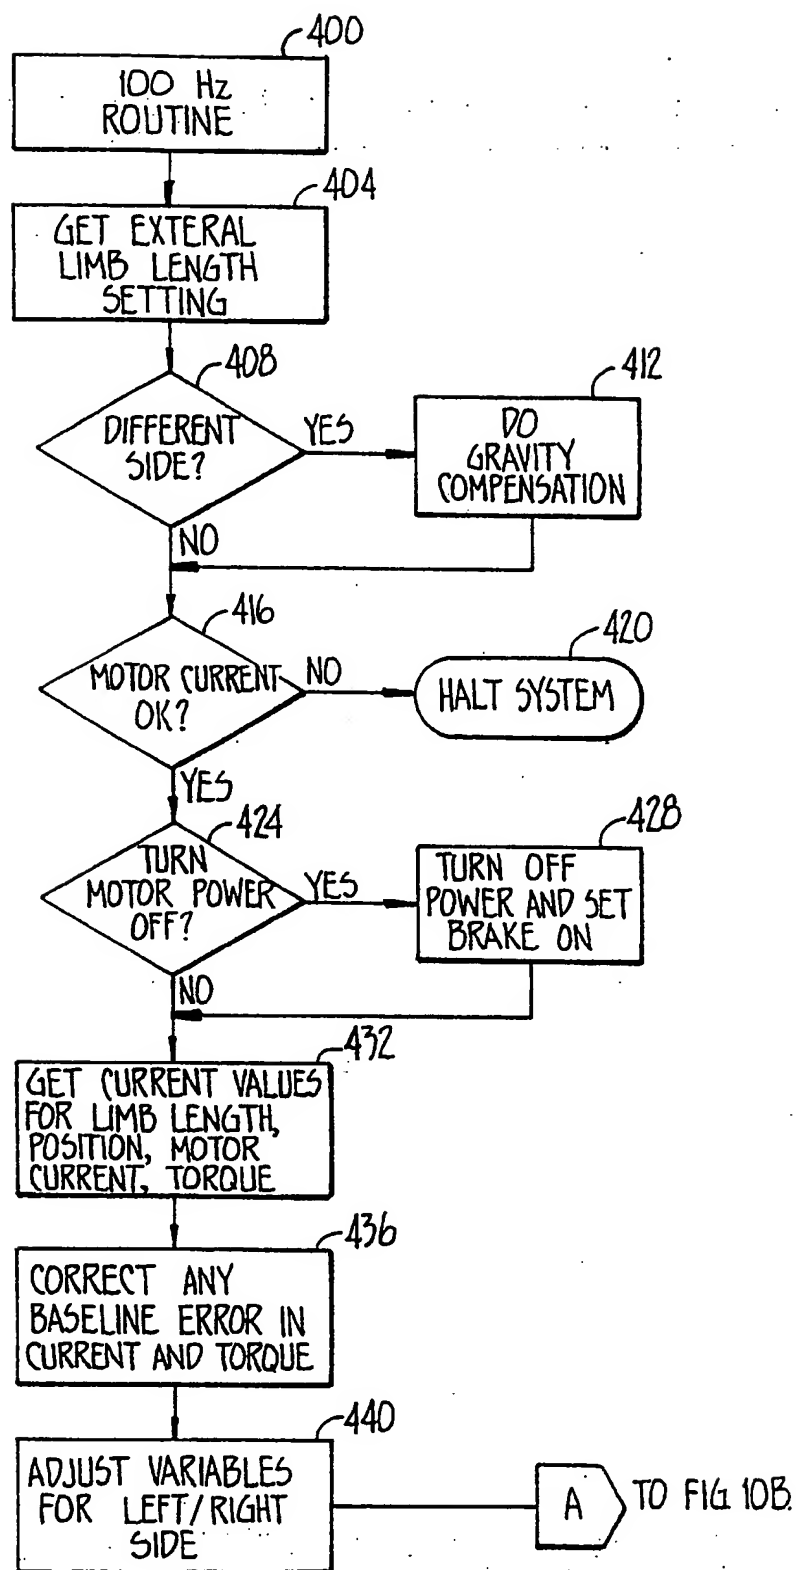 400
100 Hz
ROUTINE
404
GET EXTERAL
LIMB LENGTH
SETTING
408
DIFFERENT
SIDE?
YES
412
DO
GRAVITY
COMPENSATION
NO
416
MOTOR CURRENT
OK?
NO
420
HALT SYSTEM
YES
424
TURN
MOTOR POWER
OFF?
YES
428
TURN OFF
POWER AND SET
BRAKE ON
NO
432
GET CURRENT VALUES
FOR LIMB LENGTH,
POSITION, MOTOR
CURRENT, TORQUE
436
CORRECT ANY
BASELINE ERROR IN
CURRENT AND TORQUE
440
ADJUST VARIABLES
FOR LEFT/RIGHT
SIDE
A
TO FIG 10B.